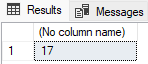 Results Messages
(No column name)
1 17